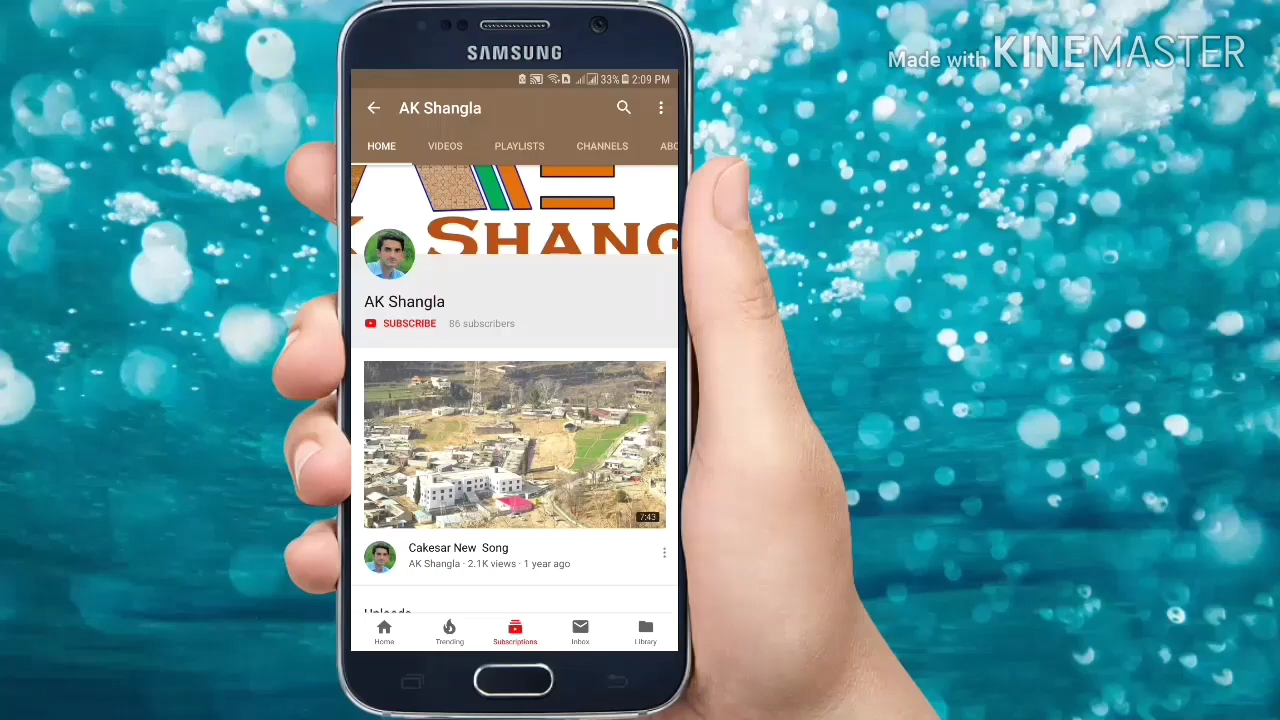 Made with KINEMASTER
SAMSUNG
33% 2:09 PM
AK Shangla
HOME VIDEOS PLAYLISTS CHANNELS ABO
K SHANG
AK Shangla
SUBSCRIBE 86 subscribers
7:43
Cakesar New Song
AK Shangla · 2.1K views · 1 year ago
Uploads
Home Trending Subscriptions Inbox Library